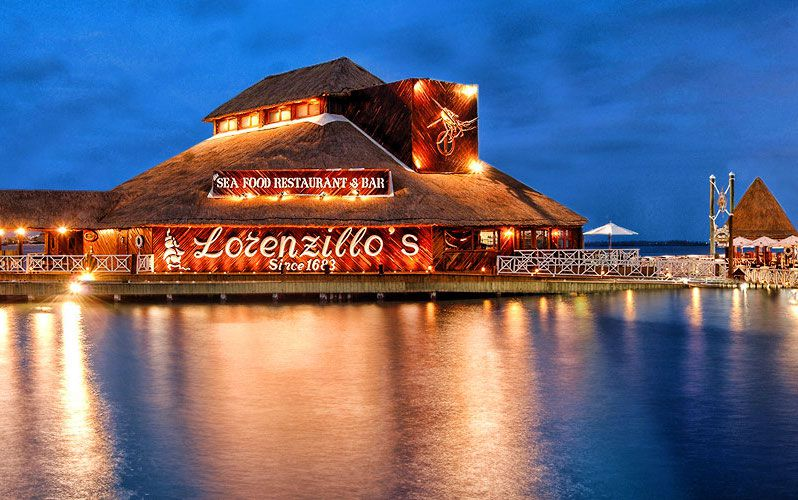 SEA FOOD RESTAURANT & BAR
Lorenzillo's
Since 1683